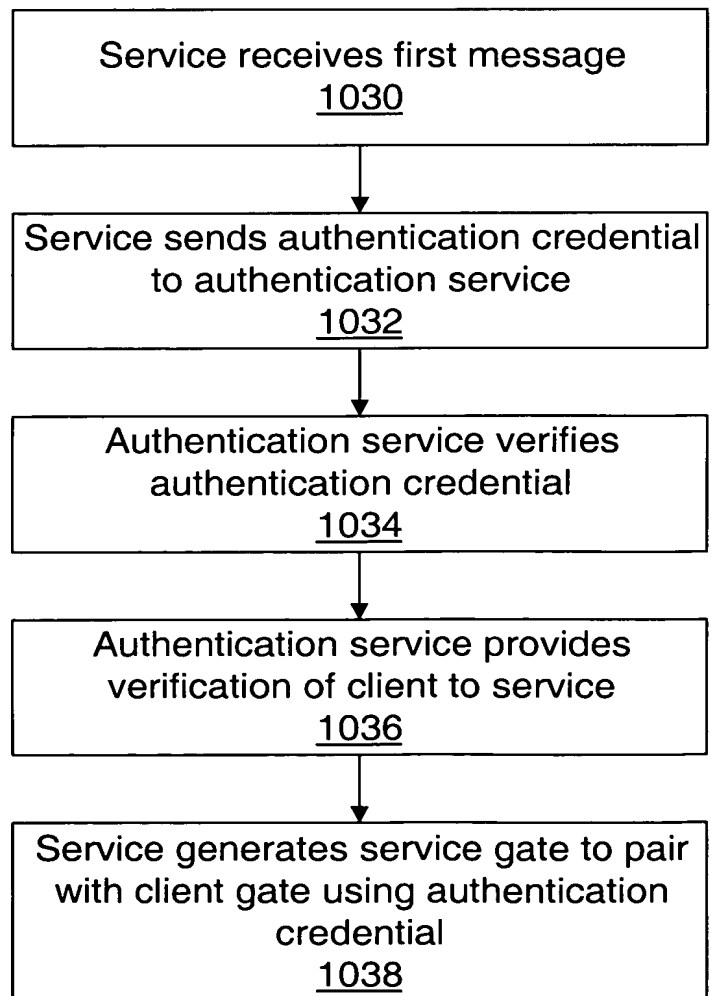 Service receives first message
1030
Service sends authentication credential
to authentication service
1032
Authentication service verifies
authentication credential
1034
Authentication service provides
verification of client to service
1036
Service generates service gate to pair
with client gate using authentication
credential
1038